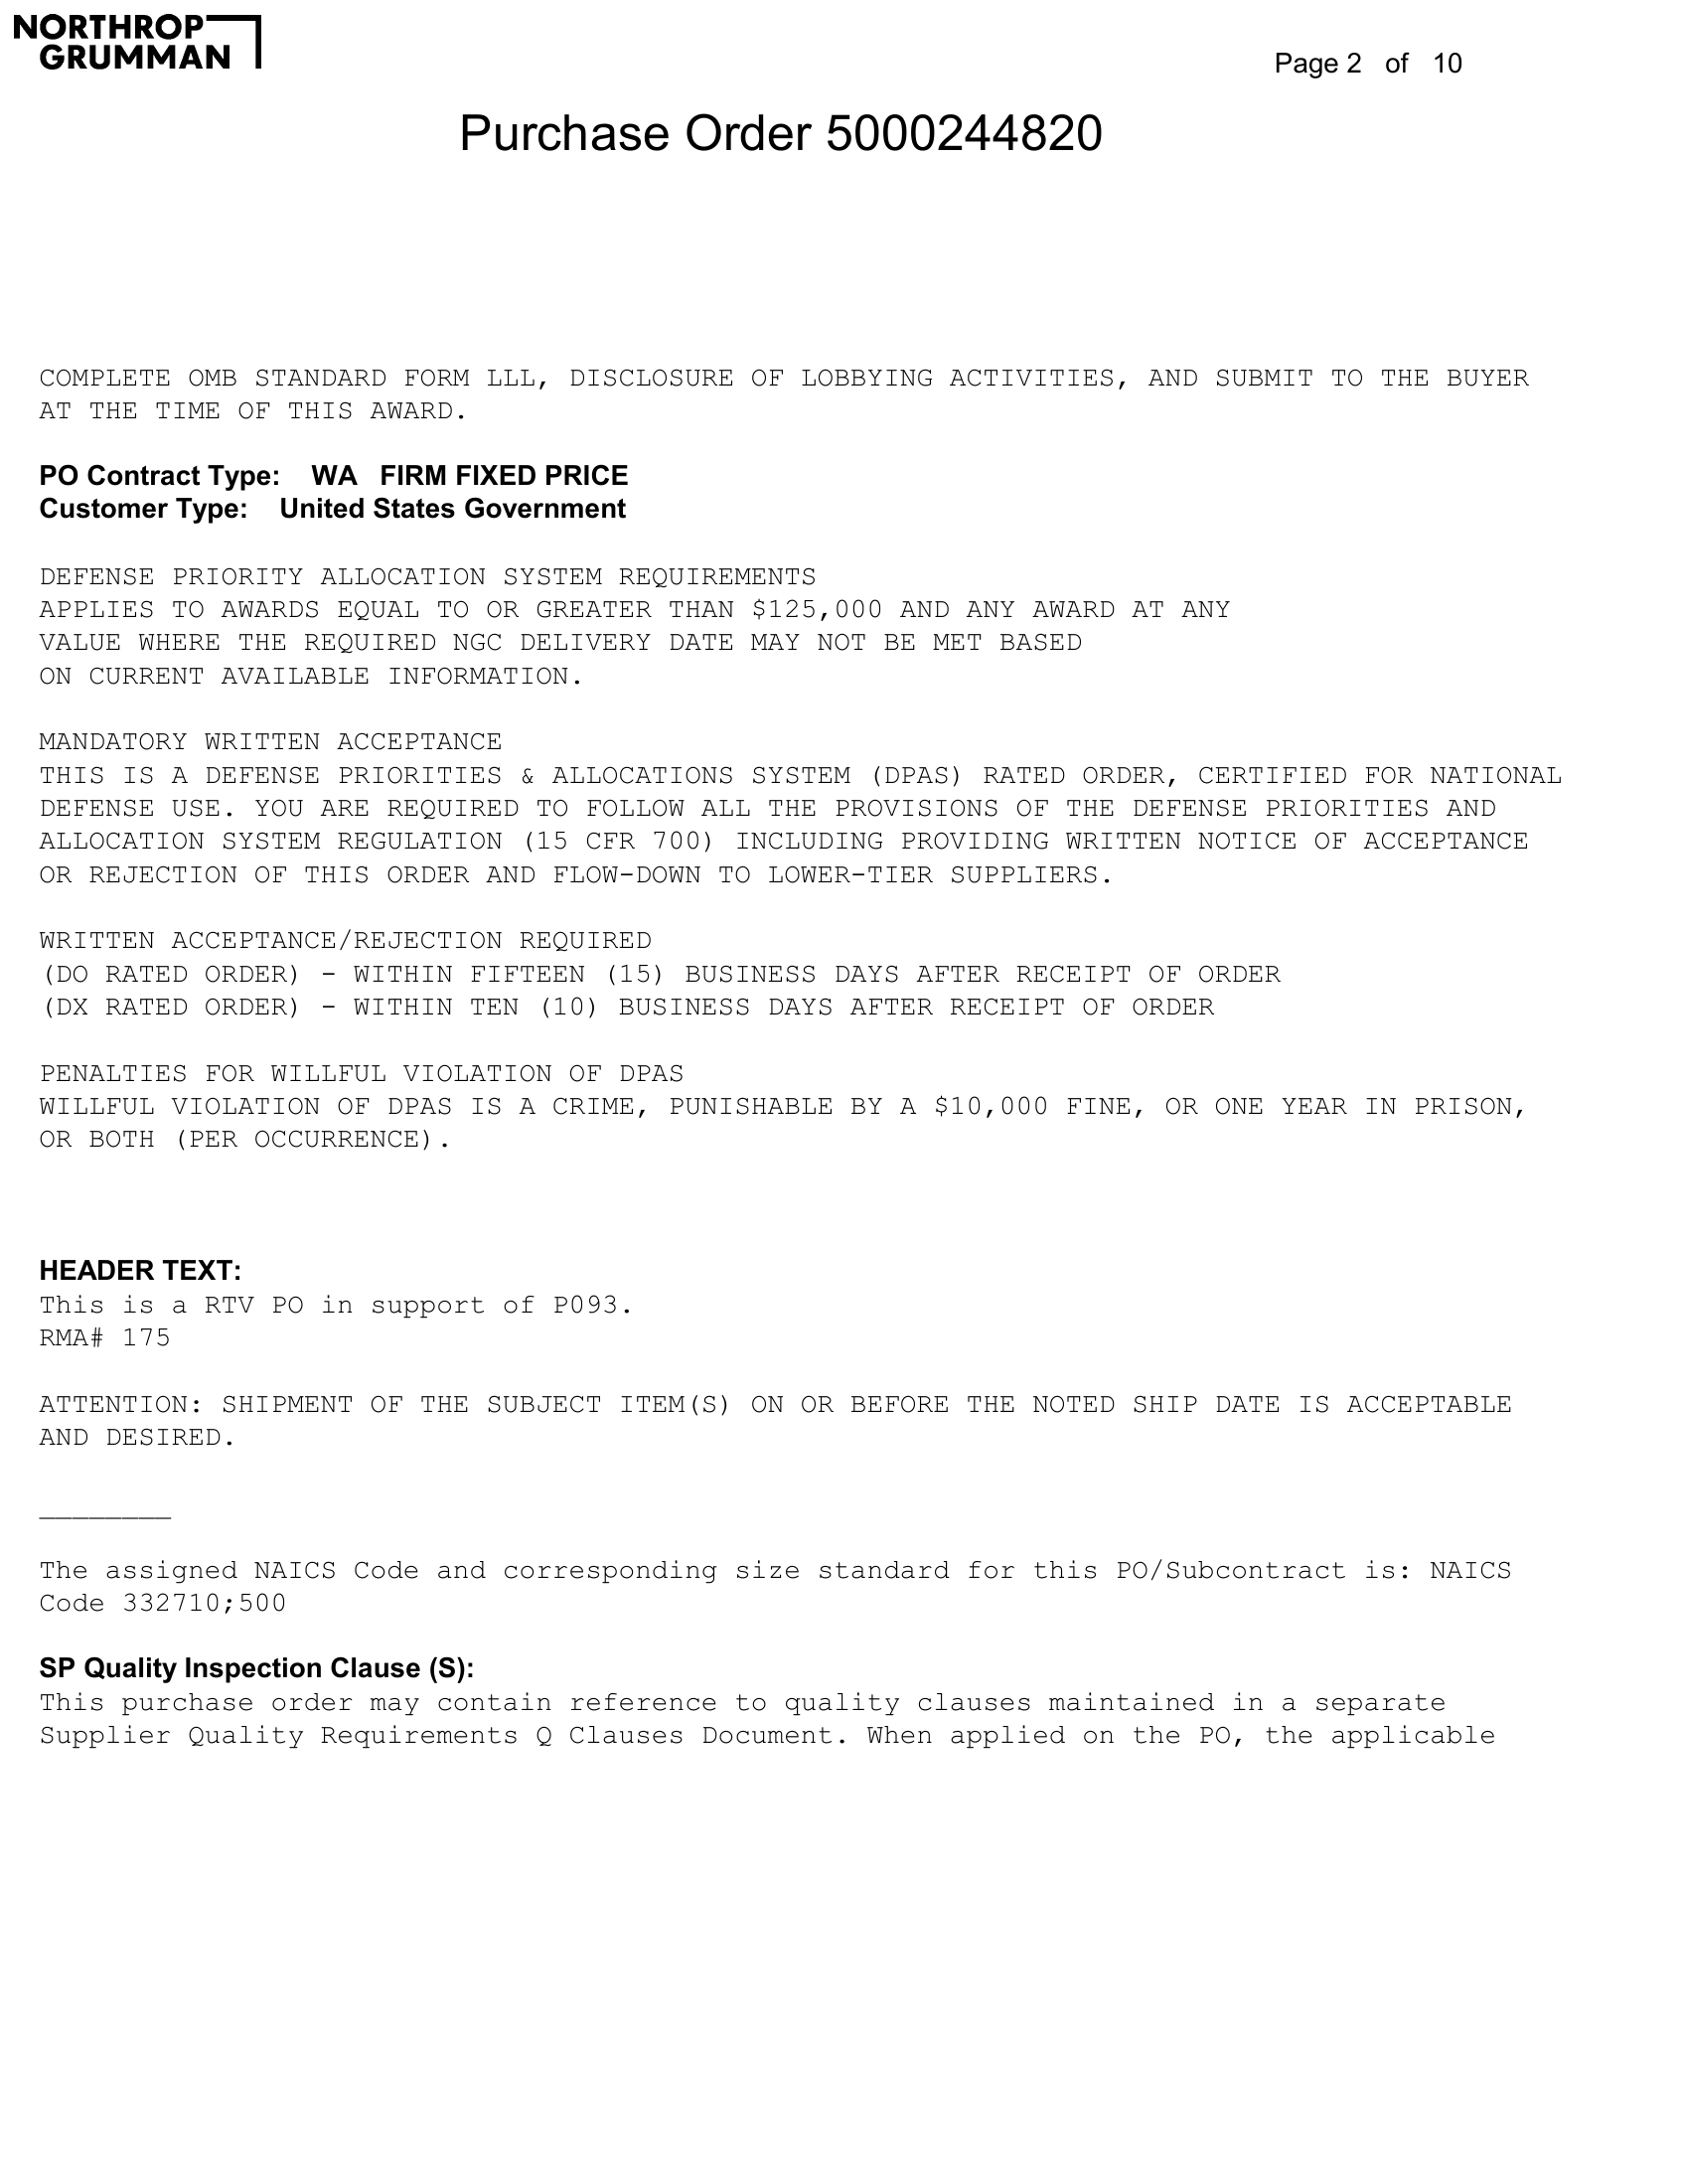 NORTHROP
GRUMMAN
Page 2 of 10
Purchase Order 5000244820
COMPLETE OMB STANDARD FORM LLL, DISCLOSURE OF LOBBYING ACTIVITIES, AND SUBMIT TO THE BUYER
AT THE TIME OF THIS AWARD.
PO Contract Type: WA FIRM FIXED PRICE
Customer Type: United States Government
DEFENSE PRIORITY ALLOCATION SYSTEM REQUIREMENTS
APPLIES TO AWARDS EQUAL TO OR GREATER THAN $125,000 AND ANY AWARD AT ANY
VALUE WHERE THE REQUIRED NGC DELIVERY DATE MAY NOT BE MET BASED
ON CURRENT AVAILABLE INFORMATION.
MANDATORY WRITTEN ACCEPTANCE
THIS IS A DEFENSE PRIORITIES & ALLOCATIONS SYSTEM (DPAS) RATED ORDER, CERTIFIED FOR NATIONAL
DEFENSE USE. YOU ARE REQUIRED TO FOLLOW ALL THE PROVISIONS OF THE DEFENSE PRIORITIES AND
ALLOCATION SYSTEM REGULATION (15 CFR 700) INCLUDING PROVIDING WRITTEN NOTICE OF ACCEPTANCE
OR REJECTION OF THIS ORDER AND FLOW-DOWN TO LOWER-TIER SUPPLIERS.
WRITTEN ACCEPTANCE/REJECTION REQUIRED
(DO RATED ORDER) - WITHIN FIFTEEN (15) BUSINESS DAYS AFTER RECEIPT OF ORDER
(DX RATED ORDER) - WITHIN TEN (10) BUSINESS DAYS AFTER RECEIPT OF ORDER
PENALTIES FOR WILLFUL VIOLATION OF DPAS
WILLFUL VIOLATION OF DPAS IS A CRIME, PUNISHABLE BY A $10,000 FINE, OR ONE YEAR IN PRISON,
OR BOTH (PER OCCURRENCE).
HEADER TEXT:
This is a RTV PO in support of P093.
RMA# 175
ATTENTION: SHIPMENT OF THE SUBJECT ITEM(S) ON OR BEFORE THE NOTED SHIP DATE IS ACCEPTABLE
AND DESIRED.
________
The assigned NAICS Code and corresponding size standard for this PO/Subcontract is: NAICS
Code 332710;500
SP Quality Inspection Clause (S):
This purchase order may contain reference to quality clauses maintained in a separate
Supplier Quality Requirements Q Clauses Document. When applied on the PO, the applicable